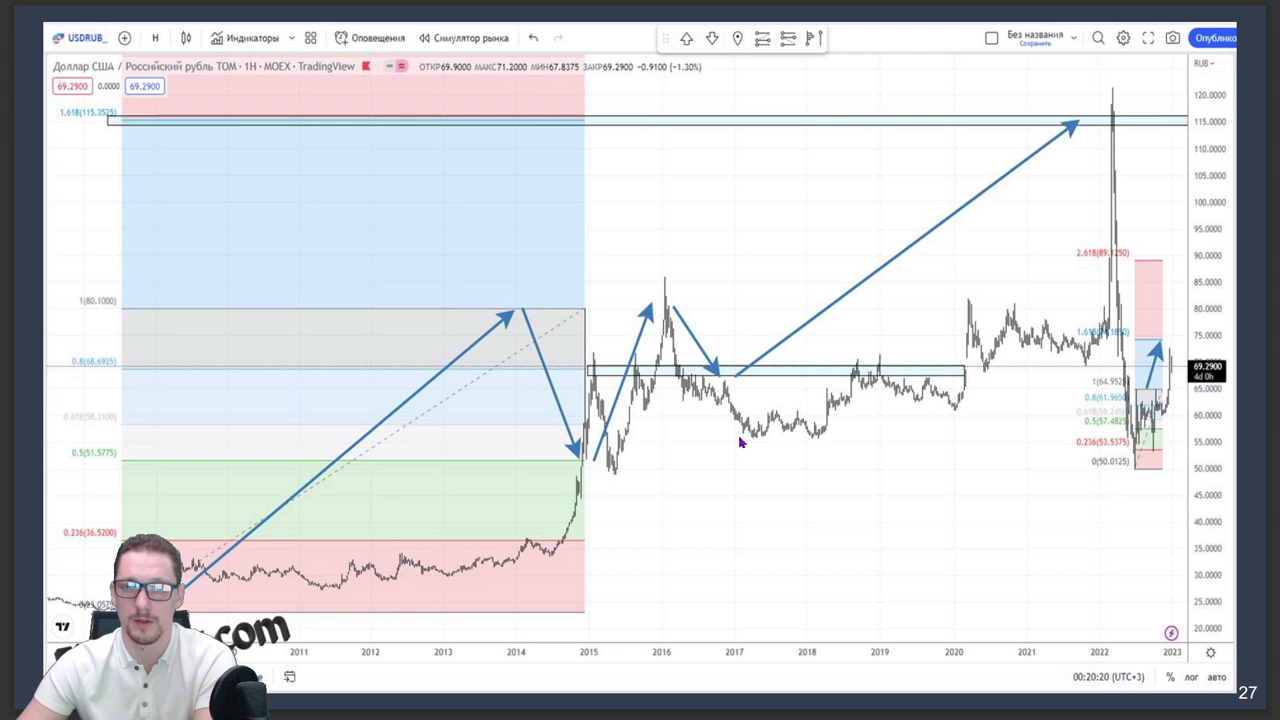 USDRUB_ H Индикаторы Оповещения Симулятор рынка Без названия Опублико
Сохранить
Доллар США / Российский рубль ТОМ · 1Н · MOEX · TradingView ОТКР69.9000 МАКС71.2000 МИН67.8375 ЗАКР69.2900 −0.9100 (−1.30%) RUB
69.2900 0.0000 69.2900
120.0000
1.618(115.3525) 115.0000
110.0000
105.0000
100.0000
95.0000
2.618(89. 90.0000
85.0000
1(80.1000) 80.0000
1.618 75.0000
0.8(68.6925) 69.2900
4d 0h
1(64.9525) 65.0000
0.8(61.965
0.618(58.3100) 0.618(59.2450 60.0000
0.5(57.4825
0.5(51.5775) 0.236(53.5375) 55.0000
0(50.0125) 50.0000
45.0000
40.0000
0.236(36.5200) 35.0000
30.0000
25.0000
com 20.0000
2011 2012 2013 2014 2015 2016 2017 2018 2019 2020 2021 2022 2023
00:20:20 (UTC+3) % лог авто
27